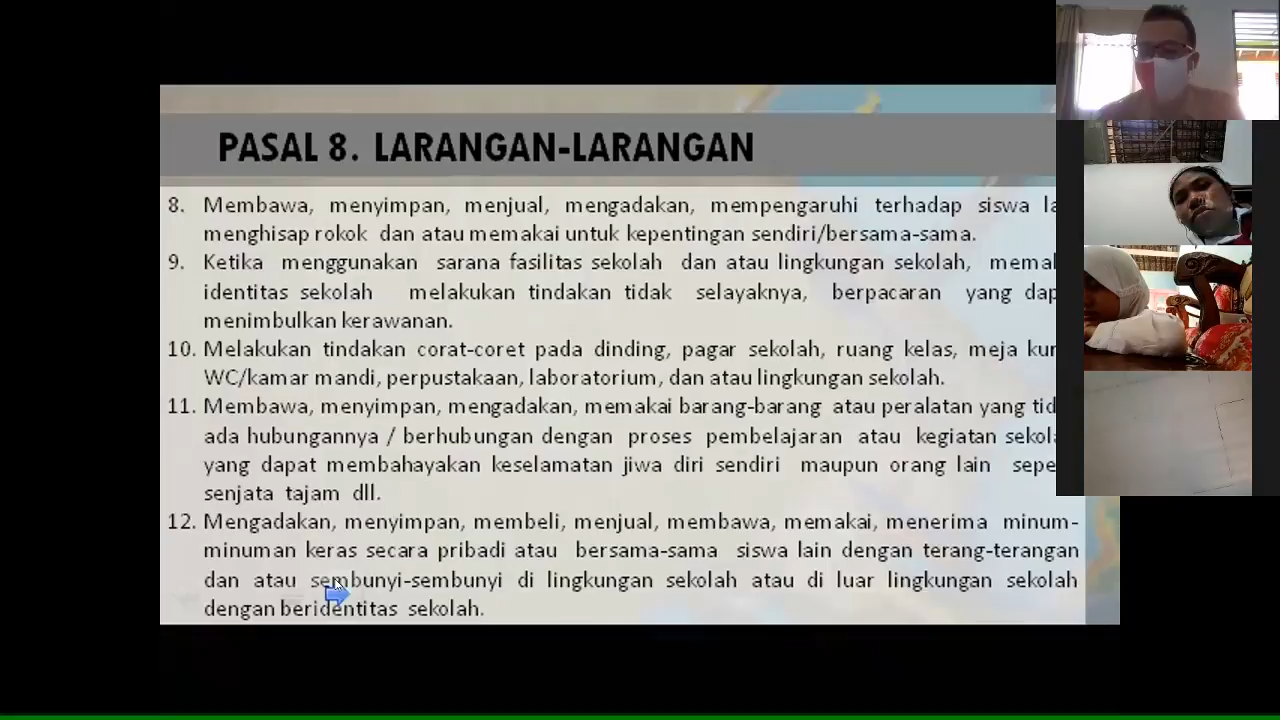 PASAL 8. LARANGAN-LARANGAN
8. Membawa, menyimpan, menjual, mengadakan, mempengaruhi terhadap siswa
menghisap rokok dan atau memakai untuk kepentingan sendiri/bersama-sama.
9. Ketika menggunakan sarana fasilitas sekolah dan atau lingkungan sekolah,
identitas sekolah melakukan tindakan tidak selayaknya, berpacaran yang
menimbulkan kerawanan.
10. Melakukan tindakan corat-coret pada dinding, pagar sekolah, ruang kelas, meja
WC/kamar mandi, perpustakaan, laboratorium, dan atau lingkungan sekolah.
11. Membawa, menyimpan, mengadakan, memakai barang-barang atau peralatan yang
ada hubungannya / berhubungan dengan proses pembelajaran atau kegiatan
yang dapat membahayakan keselamatan jiwa diri sendiri maupun orang lain
senjata tajam dll.
12. Mengadakan, menyimpan, membeli, menjual, membawa, memakai, menerima minum-
minuman keras secara pribadi atau bersama-sama siswa lain dengan terang-terangan
dan atau sembunyi-sembunyi di lingkungan sekolah atau di luar lingkungan sekolah
dengan beridentitas sekolah.